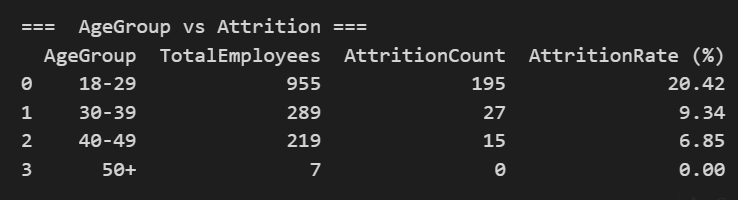 ===  AgeGroup vs Attrition ===
  AgeGroup  TotalEmployees  AttritionCount  AttritionRate (%)
0    18-29             955             195              20.42
1    30-39             289              27               9.34
2    40-49             219              15               6.85
3      50+               7               0               0.00